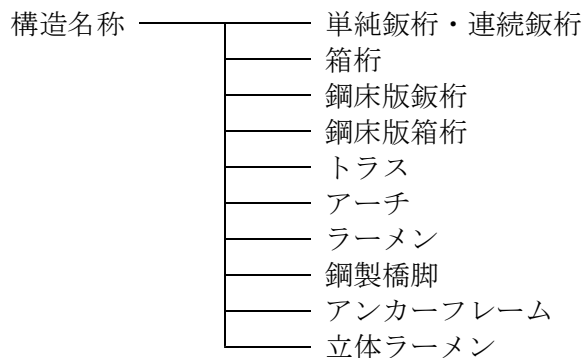 構造名称 単純鈑桁・連続鈑桁
箱桁
鋼床版鈑桁
鋼床版箱桁
トラス
アーチ
ラーメン
鋼製橋脚
アンカーフレーム
立体ラーメン